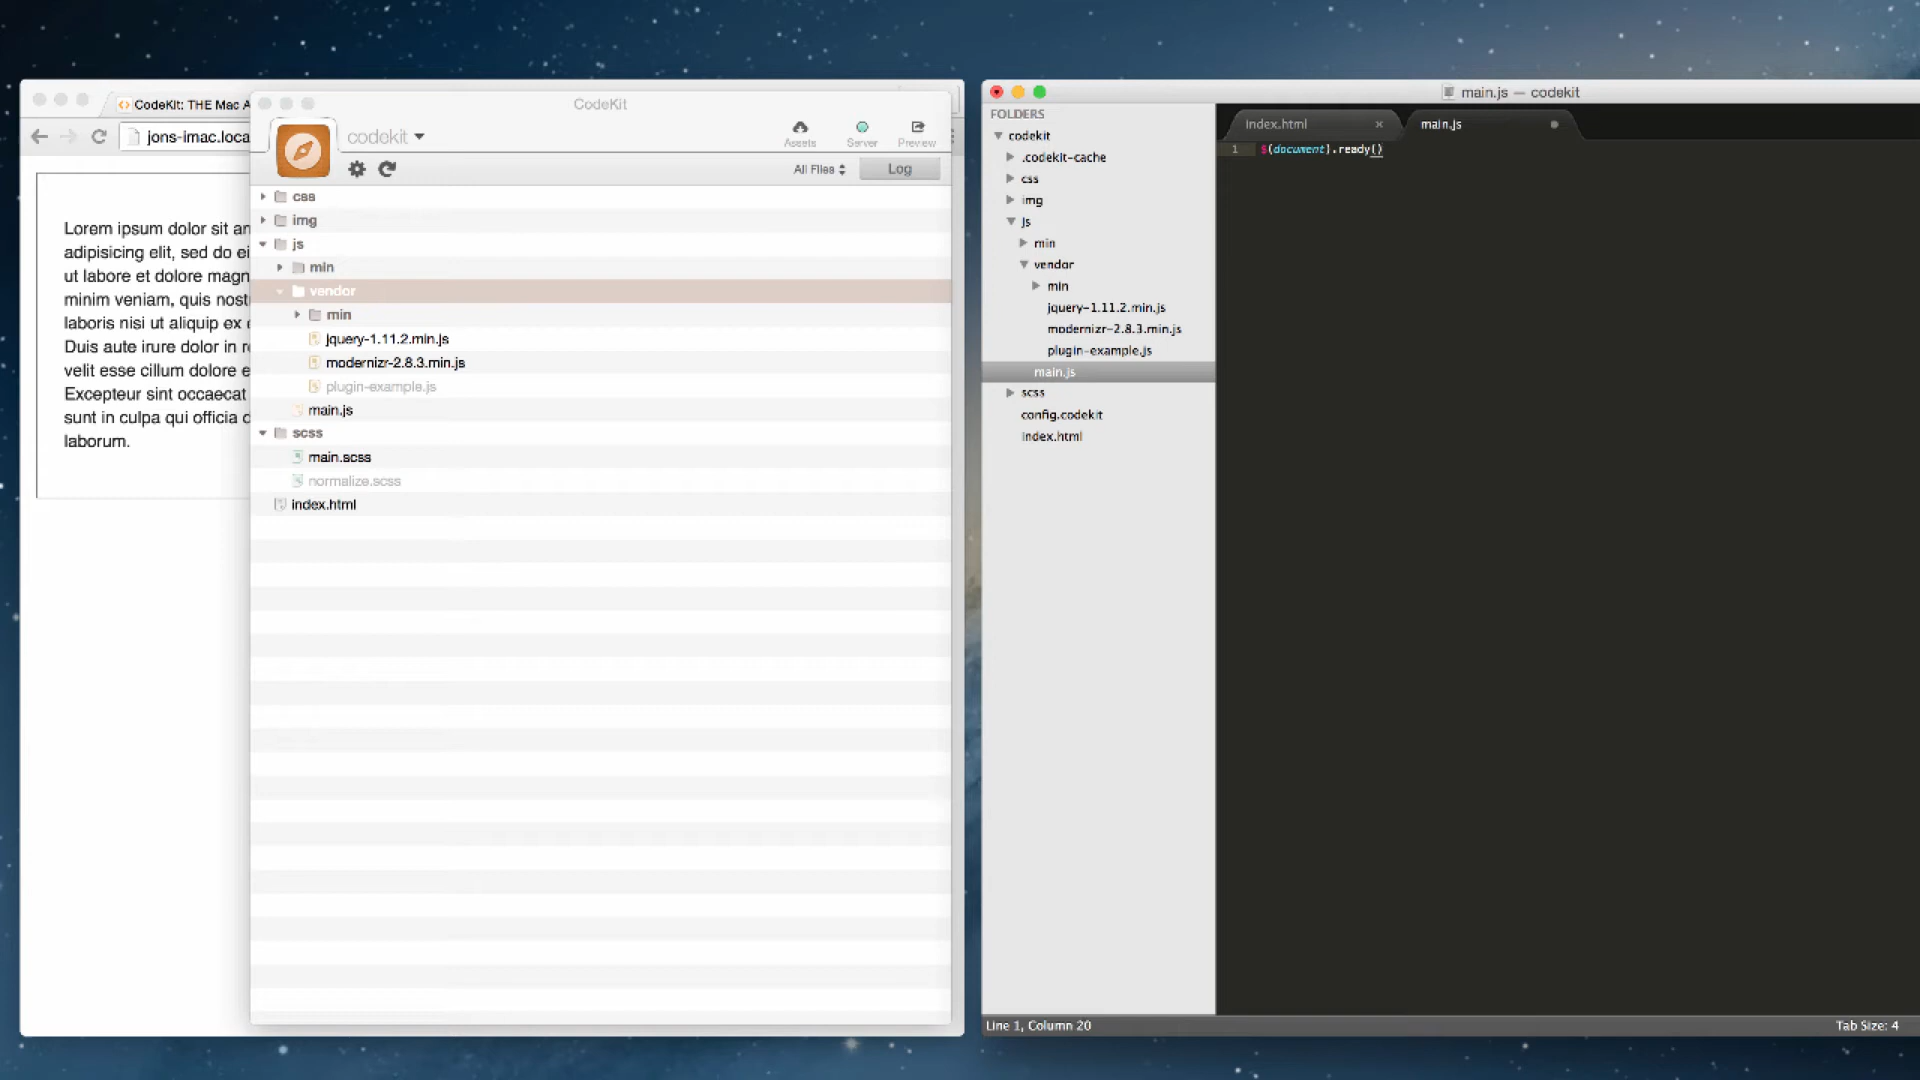 CodeKit: THE Mac A
jons-imac.loca
Lorem ipsum dolor sit an
adipisicing elit, sed do ei
ut labore et dolore magn
minim veniam, quis nost
laboris nisi ut aliquip ex
Duis aute irure dolor in r
velit esse cillum dolore e
Excepteur sint occaecat
sunt in culpa qui officia d
laborum.
CodeKit
codekit
Assets
Server
Preview
All Files
Log
css
img
js
min
vendor
min
jquery-1.11.2.min.js
modernizr-2.8.3.min.js
plugin-example.js
main.js
scss
main.scss
normalize.scss
index.html
main.js — codekit
FOLDERS
codekit
.codekit-cache
css
img
js
min
vendor
min
jquery-1.11.2.min.js
modernizr-2.8.3.min.js
plugin-example.js
main.js
scss
config.codekit
index.html
index.html
main.js
1 $(document).ready()
Line 1, Column 20
Tab Size: 4